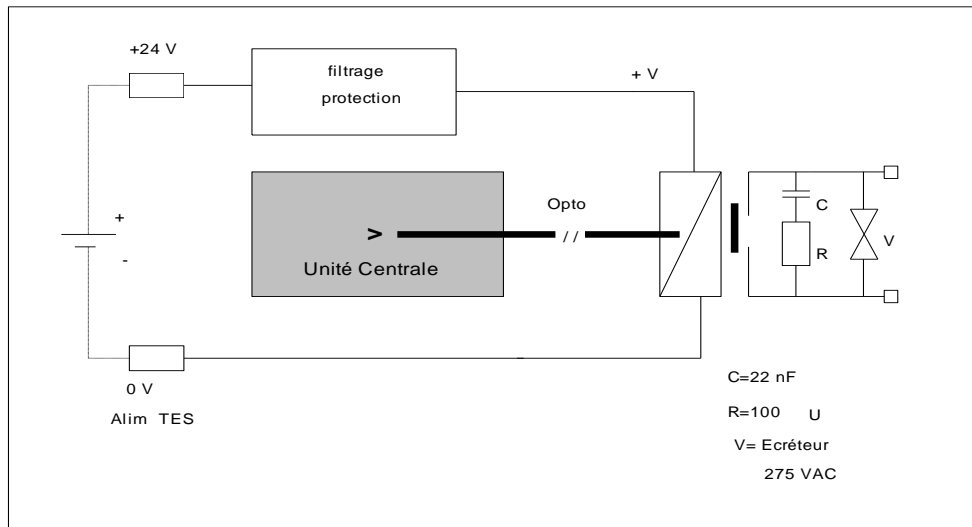 +24 V
filtrage
protection
+ V
Opto
//
C
>
+
-
R
V
Unité Centrale
0 V
Alim TES
C=22 nF
R=100 U
V= Ecréteur
275 VAC